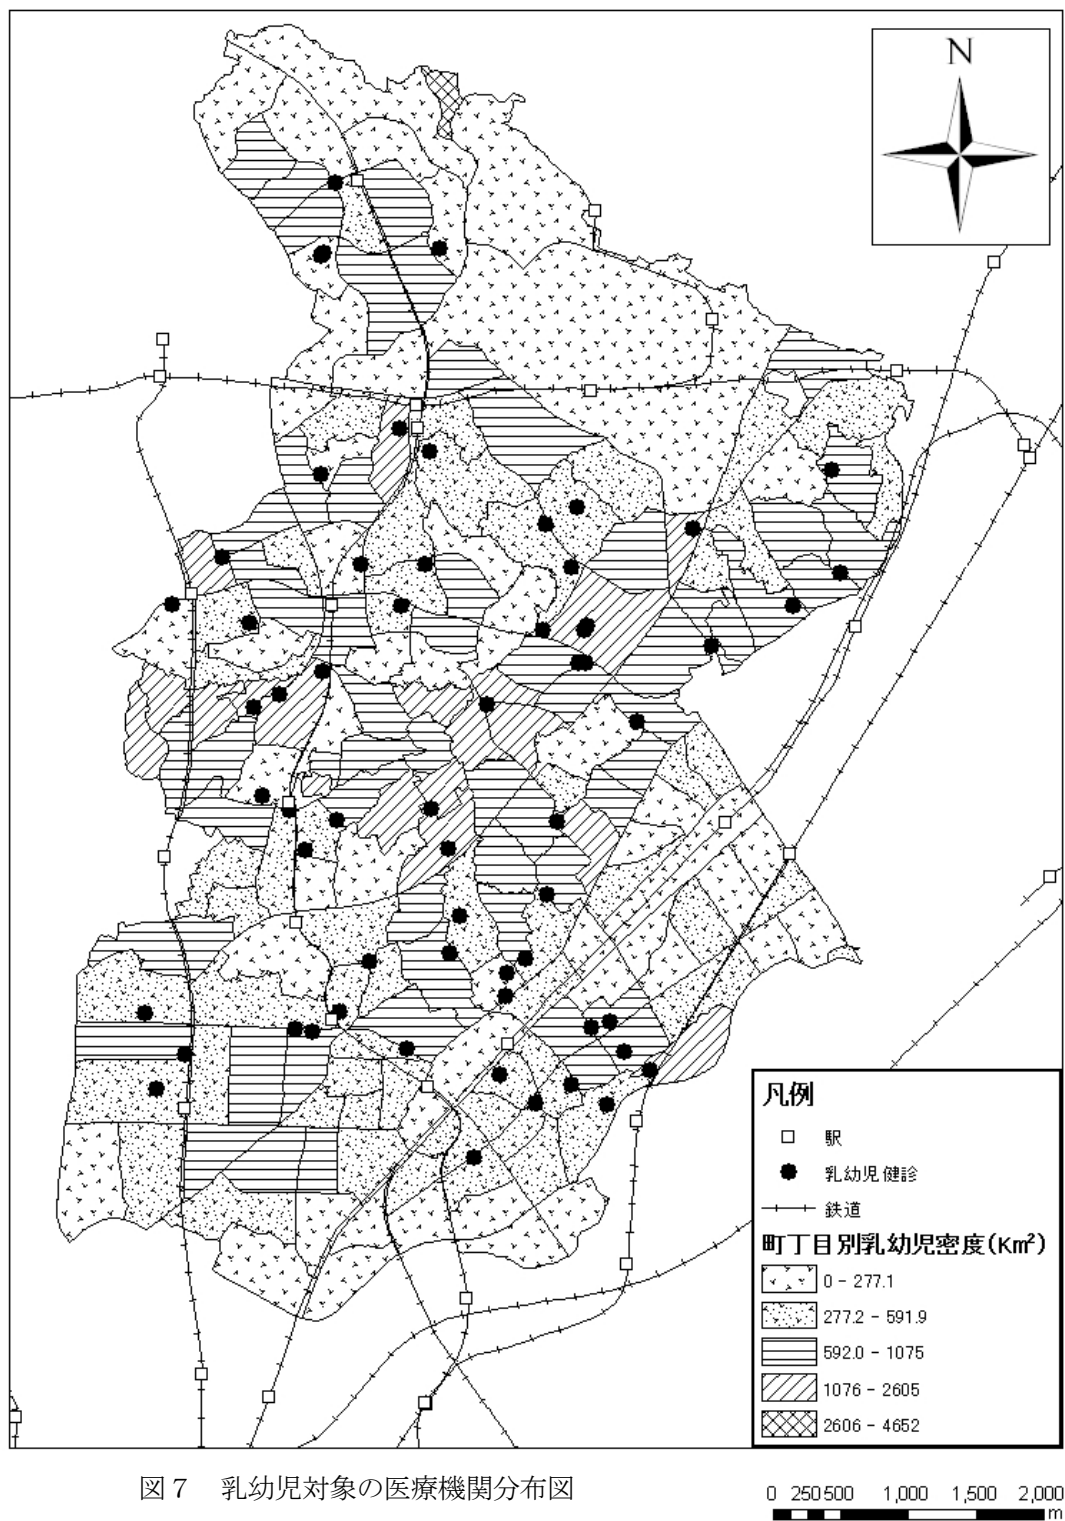 N
凡例
駅
乳幼児健診
鉄道
町丁目別乳幼児密度(Km²)
0 - 277.1
277.2 - 591.9
592.0 - 1075
1076 - 2605
2606 - 4652
図７　乳幼児対象の医療機関分布図
0 250 500 1,000 1,500 2,000
m